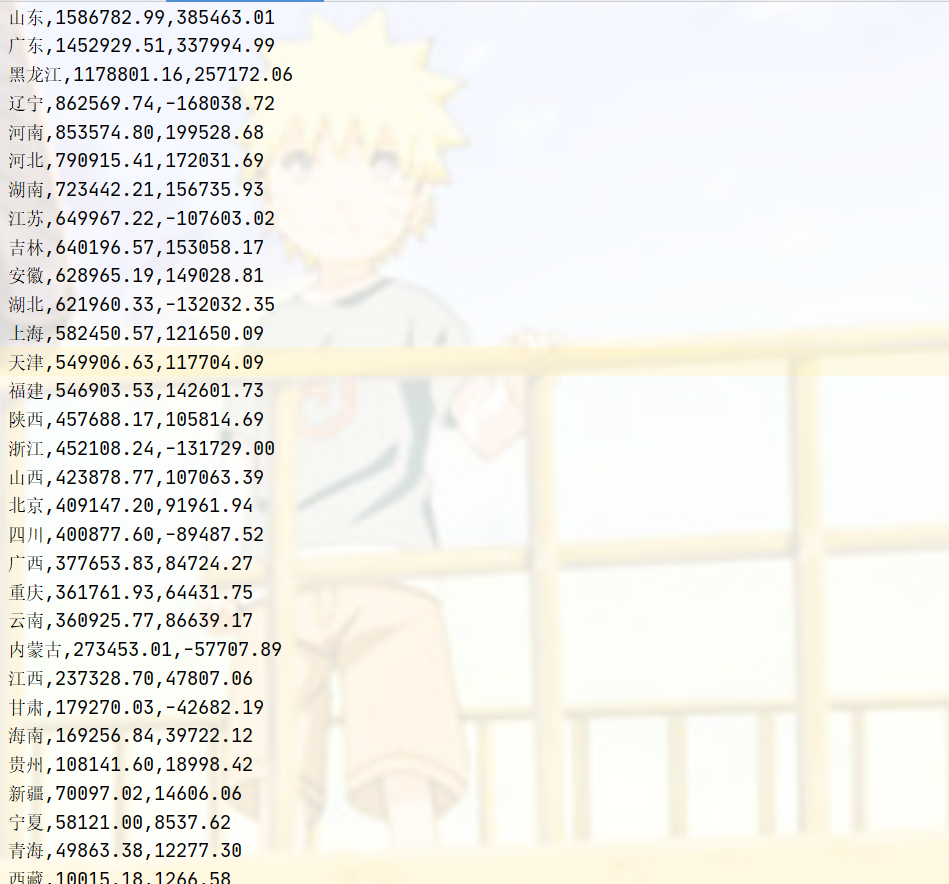 山东,1586782.99,385463.01
广东,1452929.51,337994.99
黑龙江,1178801.16,257172.06
辽宁,862569.74,-168038.72
河南,853574.80,199528.68
河北,790915.41,172031.69
湖南,723442.21,156735.93
江苏,649967.22,-107603.02
吉林,640196.57,153058.17
安徽,628965.19,149028.81
湖北,621960.33,-132032.35
上海,582450.57,121650.09
天津,549906.63,117704.09
福建,546903.53,142601.73
陕西,457688.17,105814.69
浙江,452108.24,-131729.00
山西,423878.77,107063.39
北京,409147.20,91961.94
四川,400877.60,-89487.52
广西,377653.83,84724.27
重庆,361761.93,64431.75
云南,360925.77,86639.17
内蒙古,273453.01,-57707.89
江西,237328.70,47807.06
甘肃,179270.03,-42682.19
海南,169256.84,39722.12
贵州,108141.60,18998.42
新疆,70097.02,14606.06
宁夏,58121.00,8537.62
青海,49863.38,12277.30
西藏,10015.18,1266.58